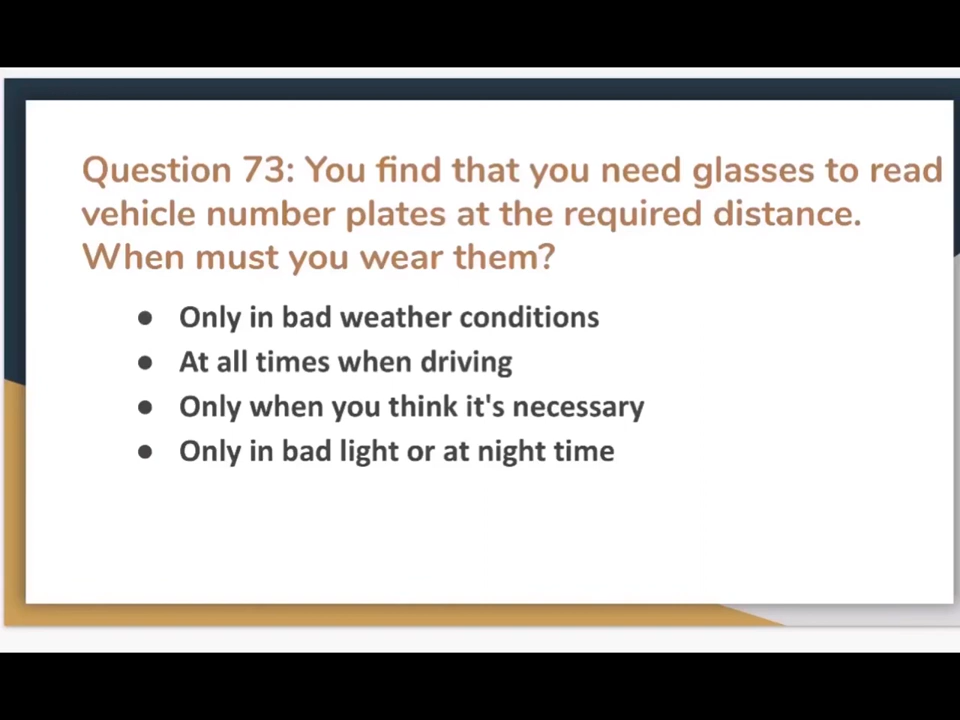 Question 73: You find that you need glasses to read
vehicle number plates at the required distance.
When must you wear them?
● Only in bad weather conditions
● At all times when driving
● Only when you think it's necessary
● Only in bad light or at night time